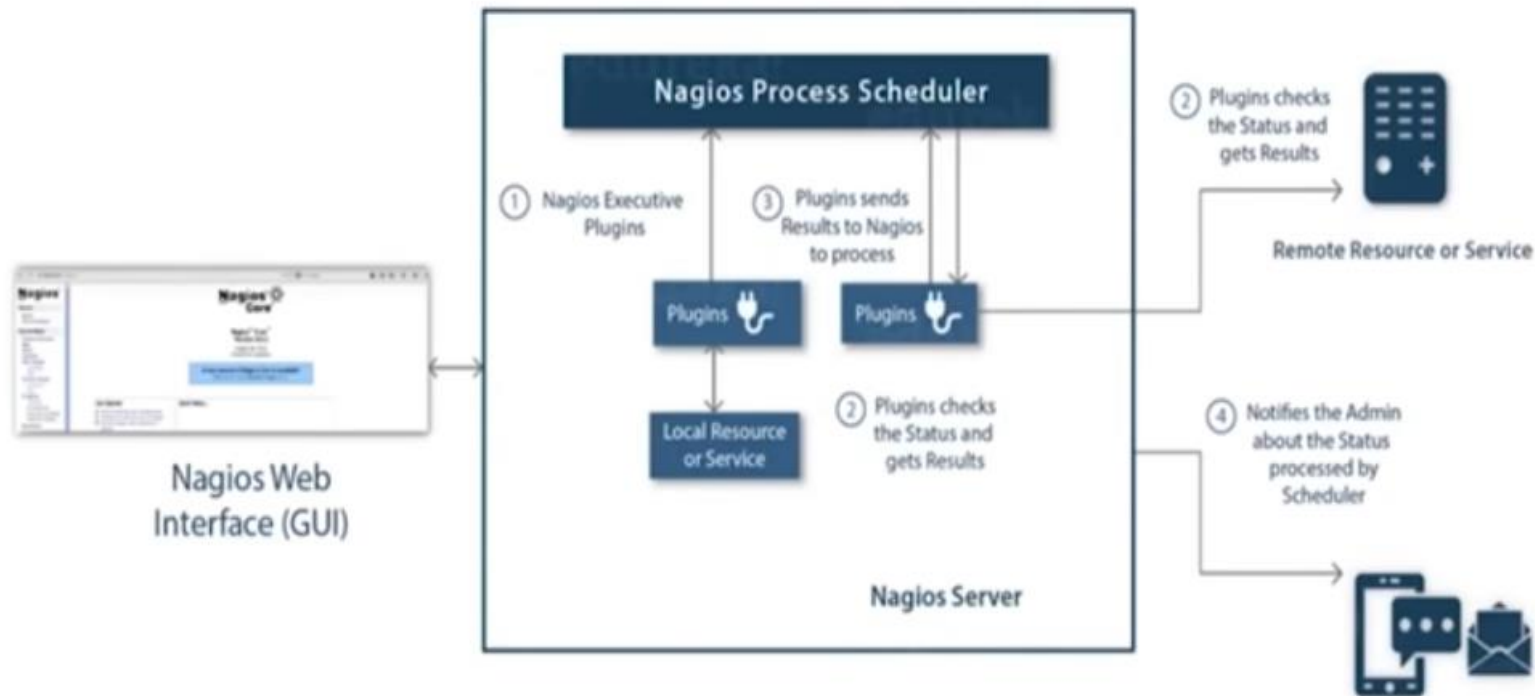 Nagios Process Scheduler
1 Nagios Executive
Plugins
3 Plugins sends
Results to Nagios
to process
2 Plugins checks
the Status and
gets Results
Remote Resource or Service
Plugins
Plugins
Local Resource
or Service
2 Plugins checks
the Status and
gets Results
4 Notifies the Admin
about the Status
processed by
Scheduler
Nagios Server
Nagios
Nagios
Core
Nagios Web
Interface (GUI)